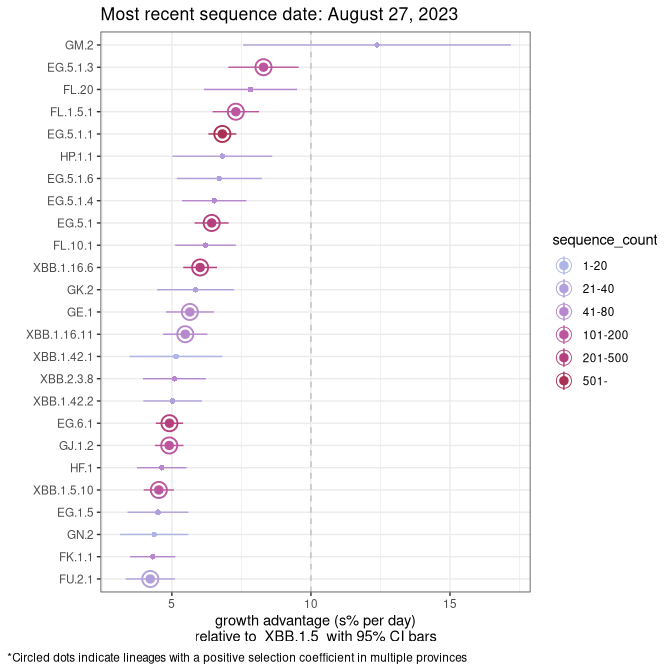 Most recent sequence date: August 27, 2023
GM.2
EG.5.1.3
FL.20
FL.1.5.1
EG.5.1.1
HP.1.1
EG.5.1.6
EG.5.1.4
EG.5.1
FL.10.1
XBB.1.16.6
GK.2
GE.1
XBB.1.16.11
XBB.1.42.1
XBB.2.3.8
XBB.1.42.2
EG.6.1
GJ.1.2
HF.1
XBB.1.5.10
EG.1.5
GN.2
FK.1.1
FU.2.1
5 10 15
growth advantage (s% per day)
relative to XBB.1.5 with 95% CI bars
sequence_count
1-20
21-40
41-80
101-200
201-500
501-
*Circled dots indicate lineages with a positive selection coefficient in multiple provinces